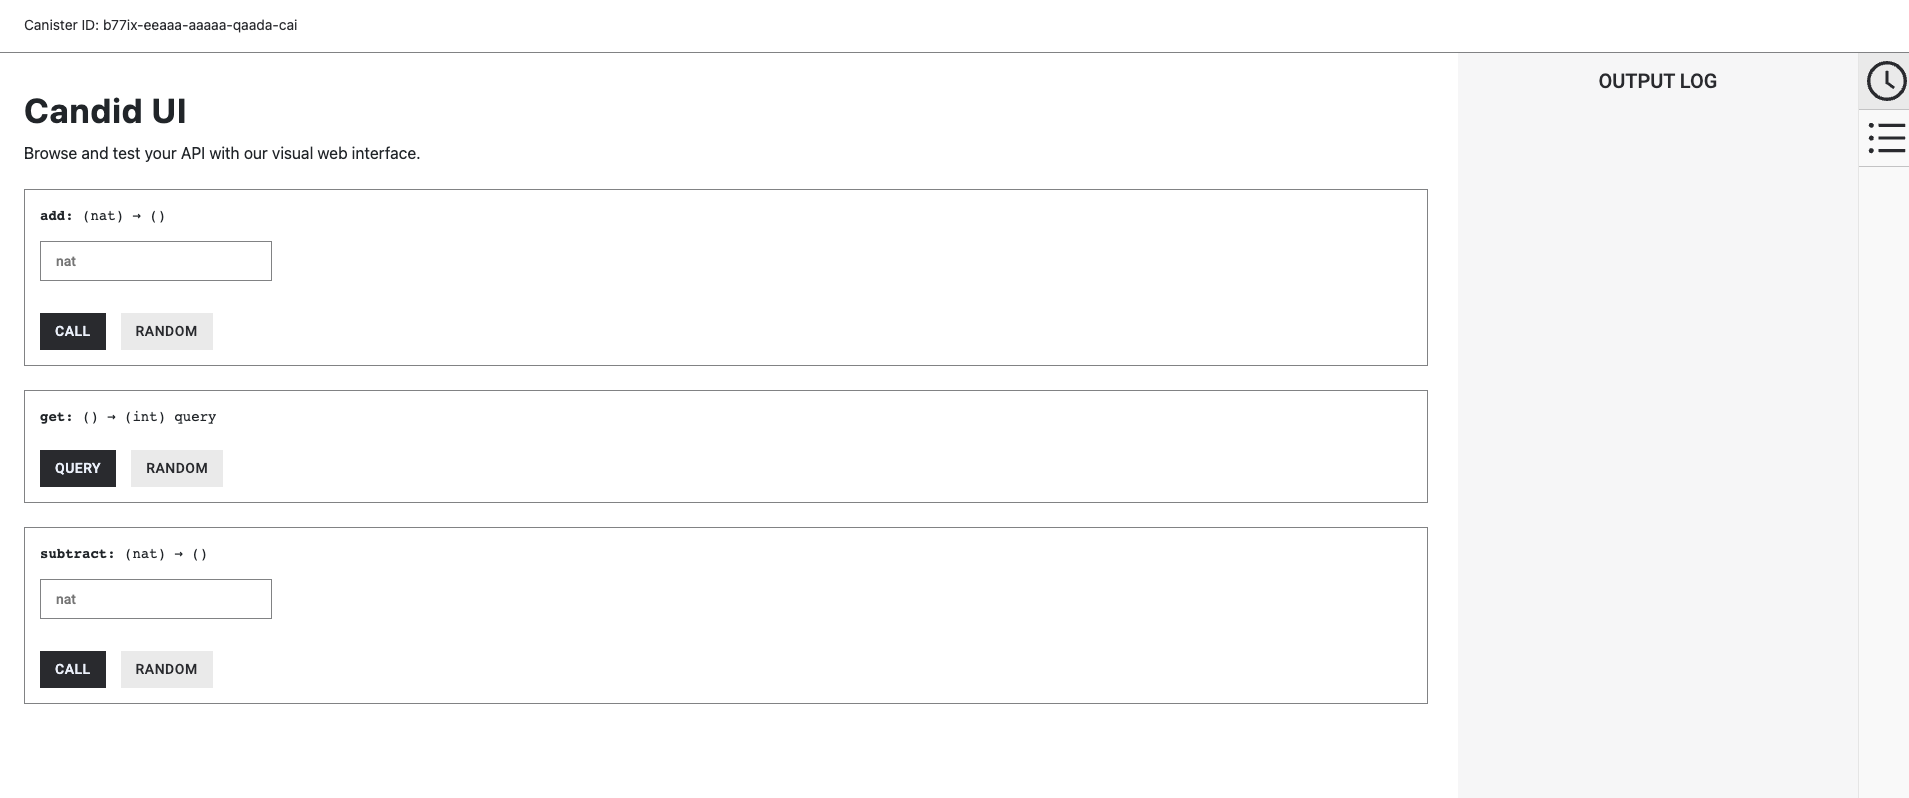 Canister ID: b77ix-eeaaa-aaaaa-qaada-cai
Candid UI
Browse and test your API with our visual web interface.
add: (nat) → ()
nat
CALL RANDOM
get: () → (int) query
QUERY RANDOM
subtract: (nat) → ()
nat
CALL RANDOM
OUTPUT LOG